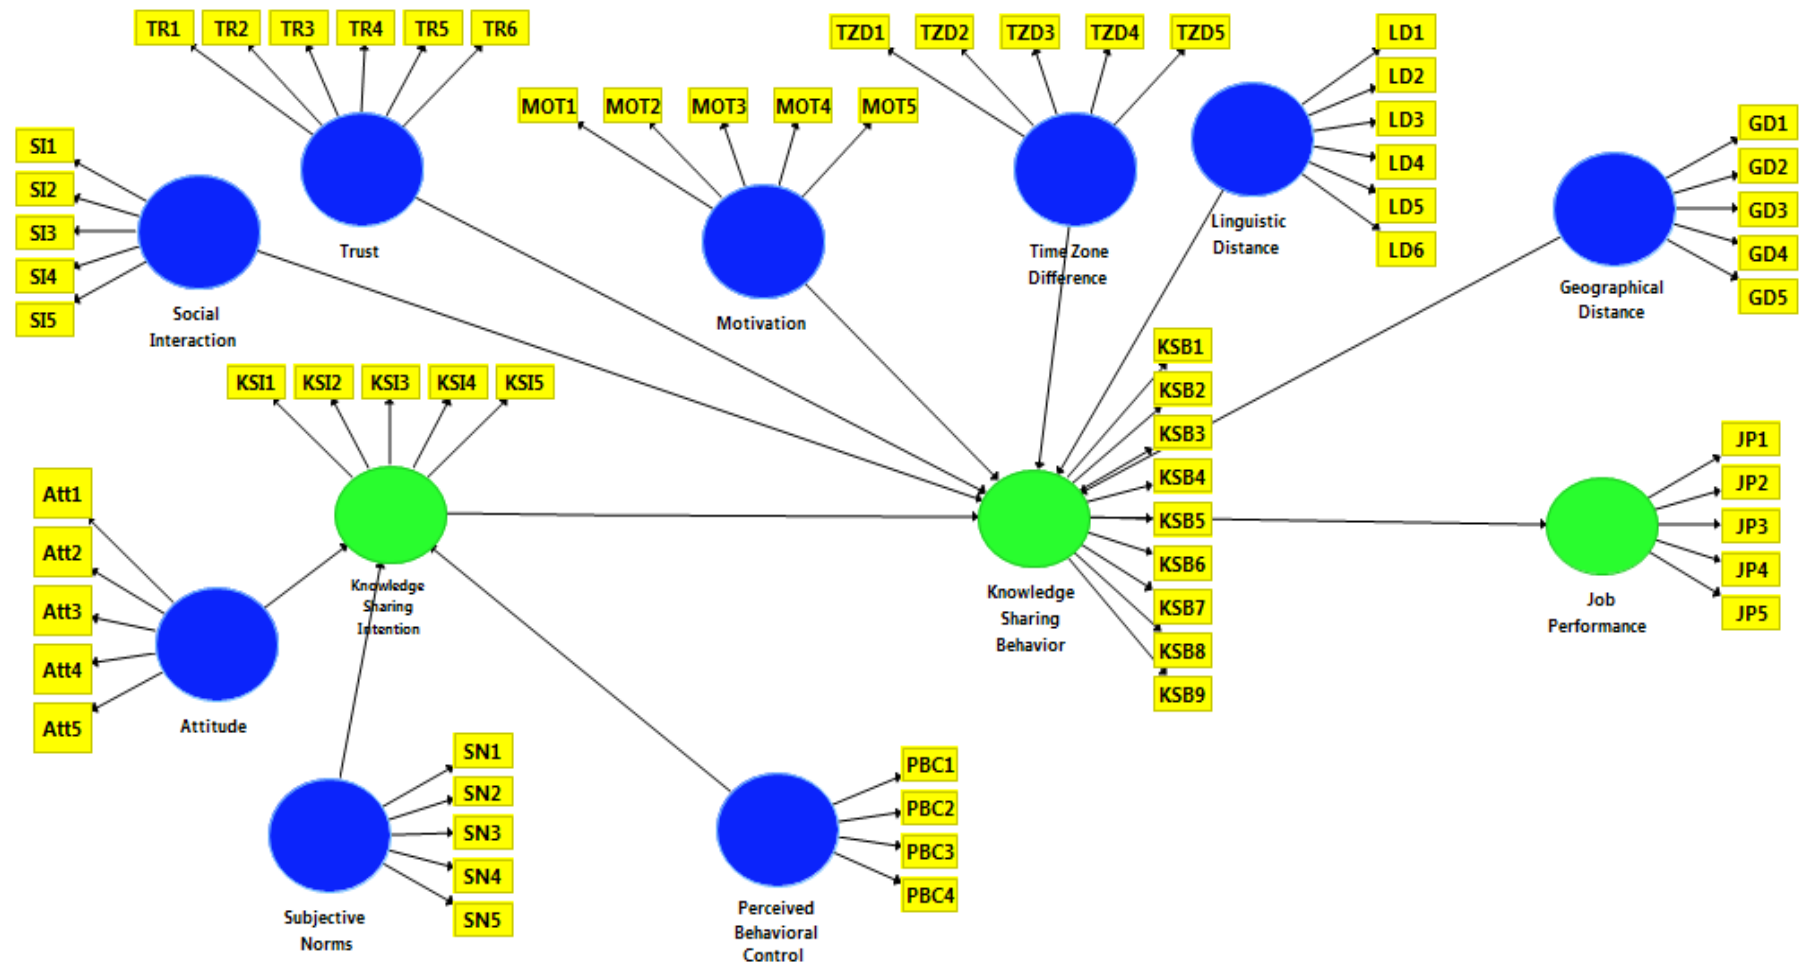 TR1 TR2 TR3 TR4 TR5 TR6
TZD1 TZD2 TZD3 TZD4 TZD5
LD1
LD2
LD3
LD4
LD5
LD6
MOT1 MOT2 MOT3 MOT4 MOT5
GD1
GD2
GD3
GD4
GD5
SI1
SI2
SI3
SI4
SI5
Trust
Social
Interaction
Motivation
Time Zone
Difference
Linguistic
Distance
Geographical
Distance
KSI1 KSI2 KSI3 KSI4 KSI5
KSB1
KSB2
KSB3
KSB4
KSB5
KSB6
KSB7
KSB8
KSB9
JP1
JP2
JP3
JP4
JP5
Att1
Att2
Att3
Att4
Att5
Knowledge
Sharing
Intention
Knowledge
Sharing
Behavior
Job
Performance
Attitude
SN1
SN2
SN3
SN4
SN5
PBC1
PBC2
PBC3
PBC4
Subjective
Norms
Perceived
Behavioral
Control